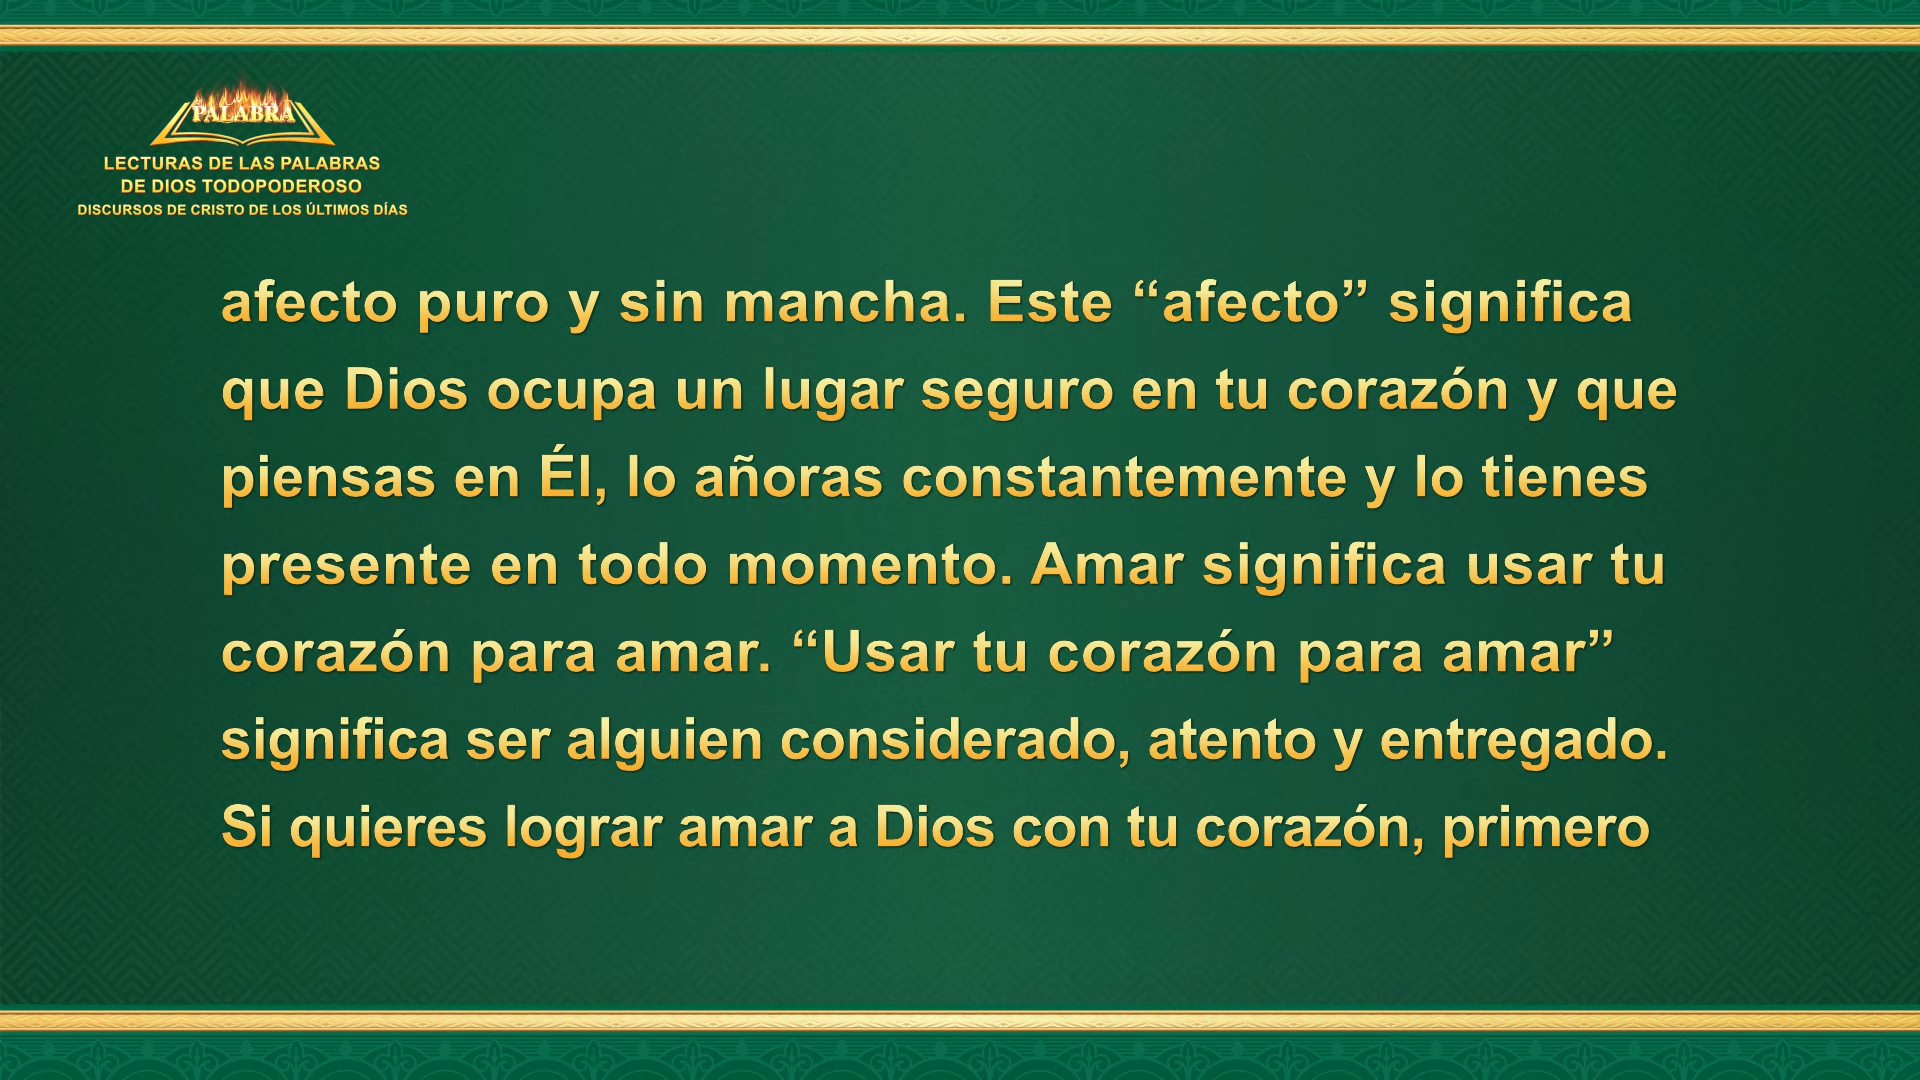 PALABRA
LECTURAS DE LAS PALABRAS
DE DIOS TODOPODEROSO
DISCURSOS DE CRISTO DE LOS ÚLTIMOS DÍAS
afecto puro y sin mancha. Este “afecto” significa
que Dios ocupa un lugar seguro en tu corazón y que
piensas en Él, lo añoras constantemente y lo tienes
presente en todo momento. Amar significa usar tu
corazón para amar. “Usar tu corazón para amar”
significa ser alguien considerado, atento y entregado.
Si quieres lograr amar a Dios con tu corazón, primero